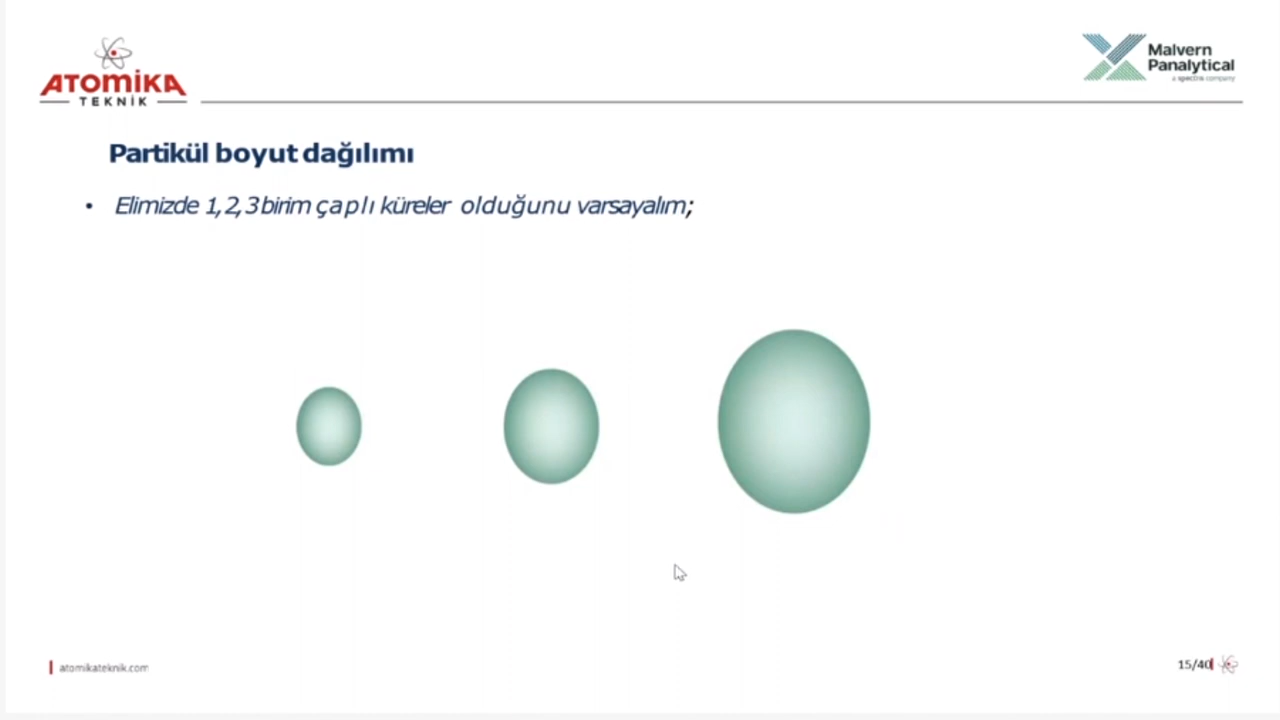 ATOMİKA
TEKNİK
Malvern
Panalytical
a spectris company
Partikül boyut dağılımı
• Elimizde 1,2,3 birim çaplı küreler olduğunu varsayalım;
atomikateknik.com
15/40